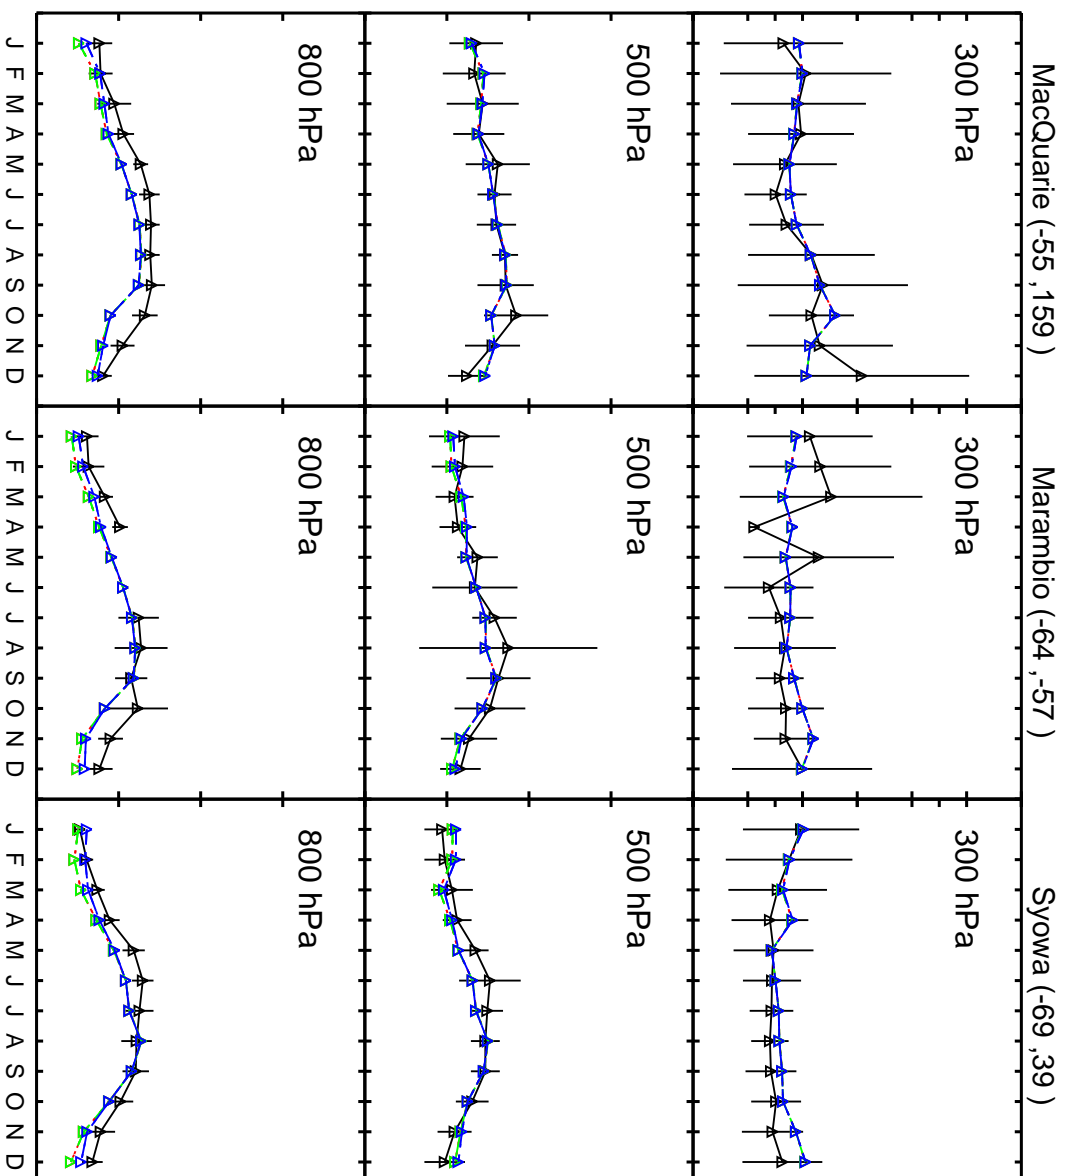 MacQuarie (-55 ,159 )
300 hPa
500 hPa
800 hPa
J F M A M J J A S O N D
Marambio (-64 ,-57 )
300 hPa
500 hPa
800 hPa
J F M A M J J A S O N D
Syowa (-69 ,39 )
300 hPa
500 hPa
800 hPa
J F M A M J J A S O N D